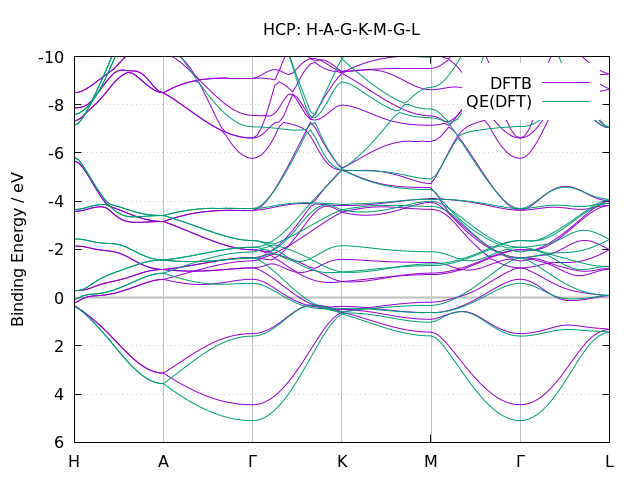 HCP: H-A-G-K-M-G-L
Binding Energy / eV
-10
-8
-6
-4
-2
0
2
4
6
DFTB
QE(DFT)
H A Γ K M Γ L